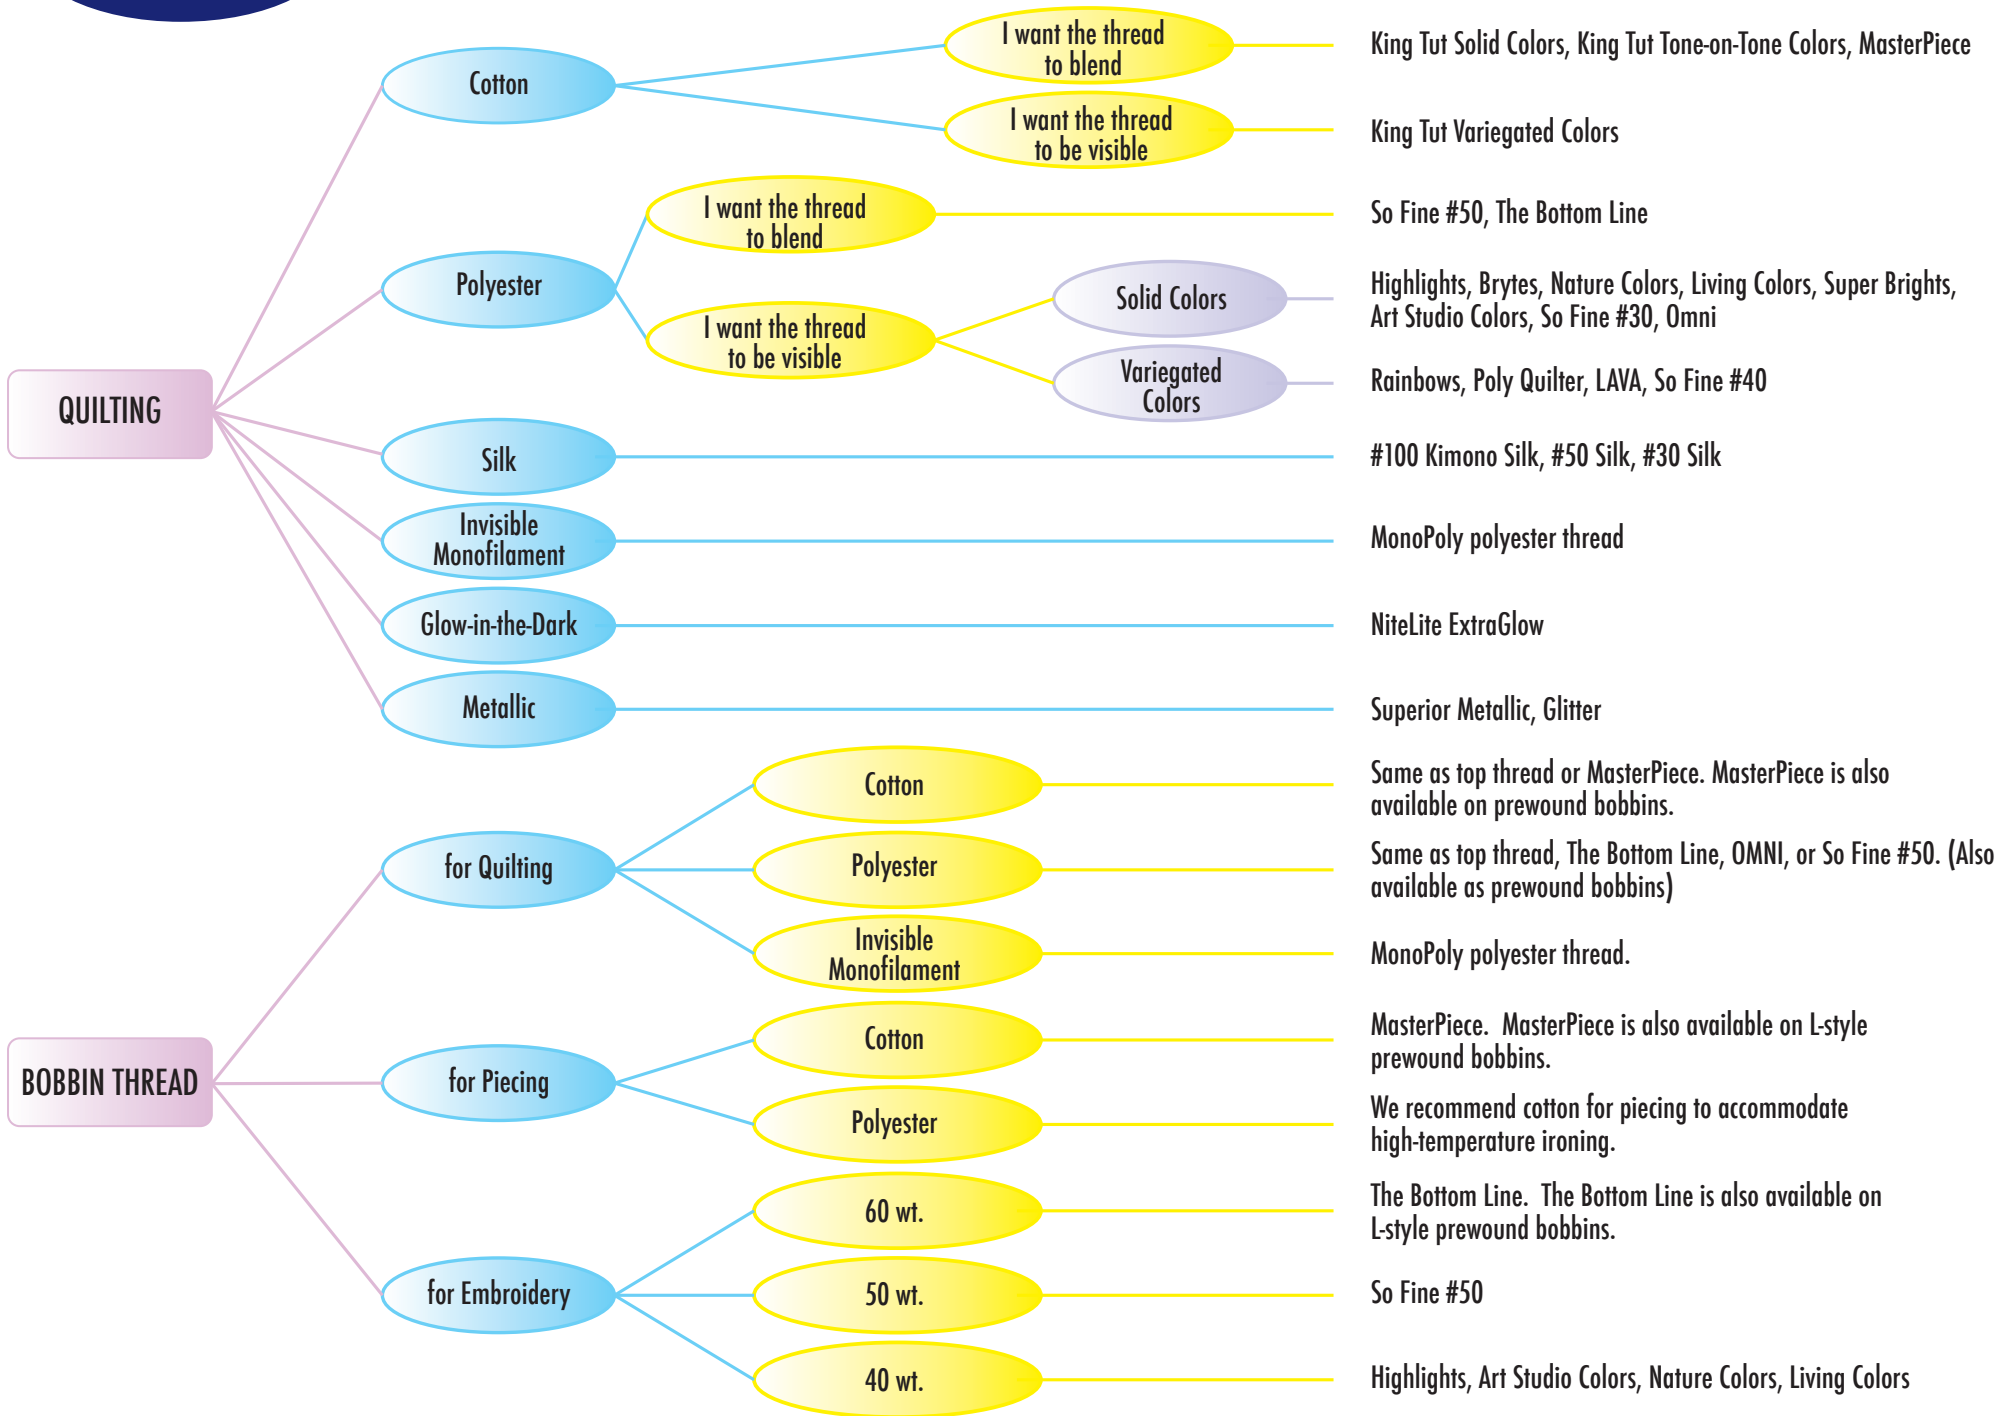 QUILTING
Cotton
I want the thread
to blend
King Tut Solid Colors, King Tut Tone-on-Tone Colors, MasterPiece
I want the thread
to be visible
King Tut Variegated Colors
Polyester
I want the thread
to blend
So Fine #50, The Bottom Line
I want the thread
to be visible
Solid Colors
Highlights, Brytes, Nature Colors, Living Colors, Super Brights,
Art Studio Colors, So Fine #30, Omni
Variegated
Colors
Rainbows, Poly Quilter, LAVA, So Fine #40
Silk
#100 Kimono Silk, #50 Silk, #30 Silk
Invisible
Monofilament
MonoPoly polyester thread
Glow-in-the-Dark
NiteLite ExtraGlow
Metallic
Superior Metallic, Glitter
BOBBIN THREAD
for Quilting
Cotton
Same as top thread or MasterPiece. MasterPiece is also
available on prewound bobbins.
Polyester
Same as top thread, The Bottom Line, OMNI, or So Fine #50. (Also
available as prewound bobbins)
Invisible
Monofilament
MonoPoly polyester thread.
for Piecing
Cotton
MasterPiece.  MasterPiece is also available on L-style
prewound bobbins.
Polyester
We recommend cotton for piecing to accommodate
high-temperature ironing.
for Embroidery
60 wt.
The Bottom Line.  The Bottom Line is also available on
L-style prewound bobbins.
50 wt.
So Fine #50
40 wt.
Highlights, Art Studio Colors, Nature Colors, Living Colors